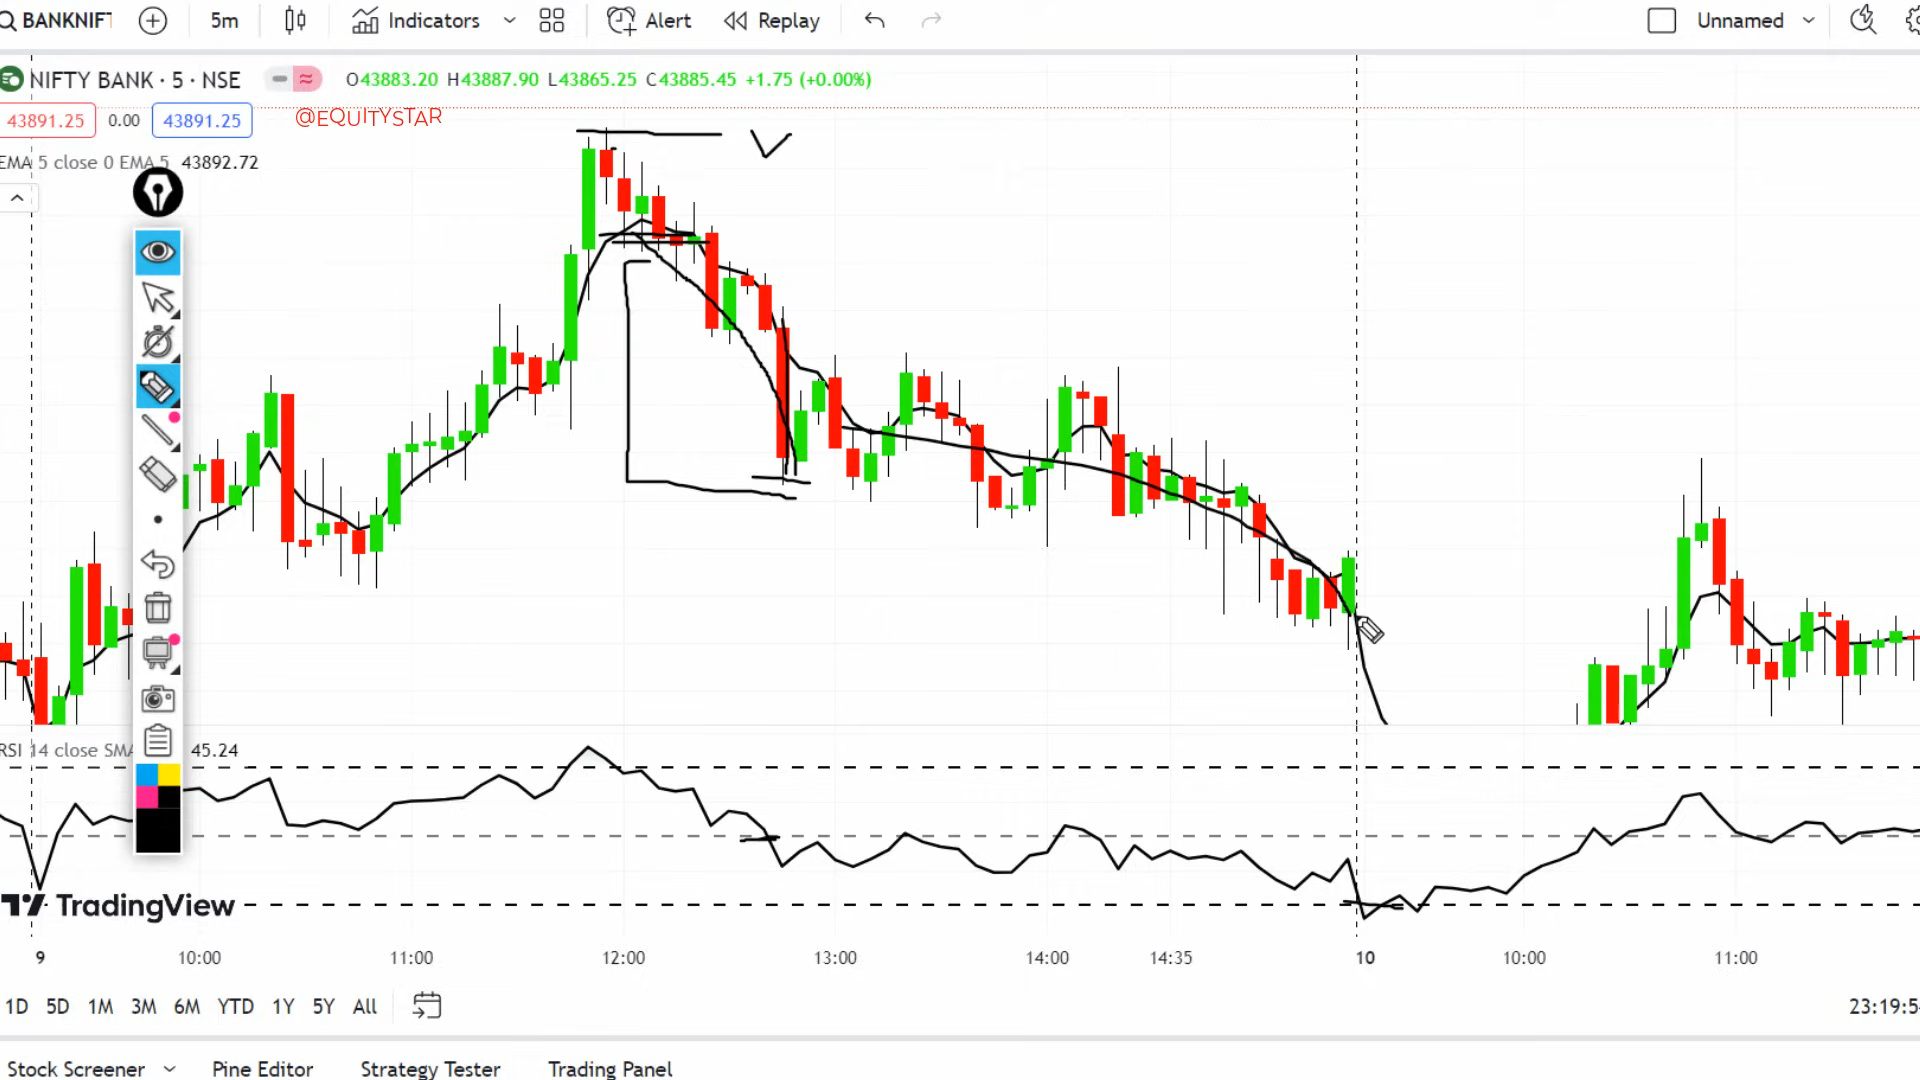 BANKNIFT 5m Indicators Alert Replay Unnamed
NIFTY BANK · 5 · NSE O43883.20 H43887.90 L43865.25 C43885.45 +1.75 (+0.00%)
43891.25 0.00 43891.25 @EQUITYSTAR
EMA 5 close 0 EMA 5 43892.72
RSI 14 close SMA 45.24
TradingView
9 10:00 11:00 12:00 13:00 14:00 14:35 10 10:00 11:00
1D 5D 1M 3M 6M YTD 1Y 5Y All 23:19:5
Stock Screener Pine Editor Strategy Tester Trading Panel